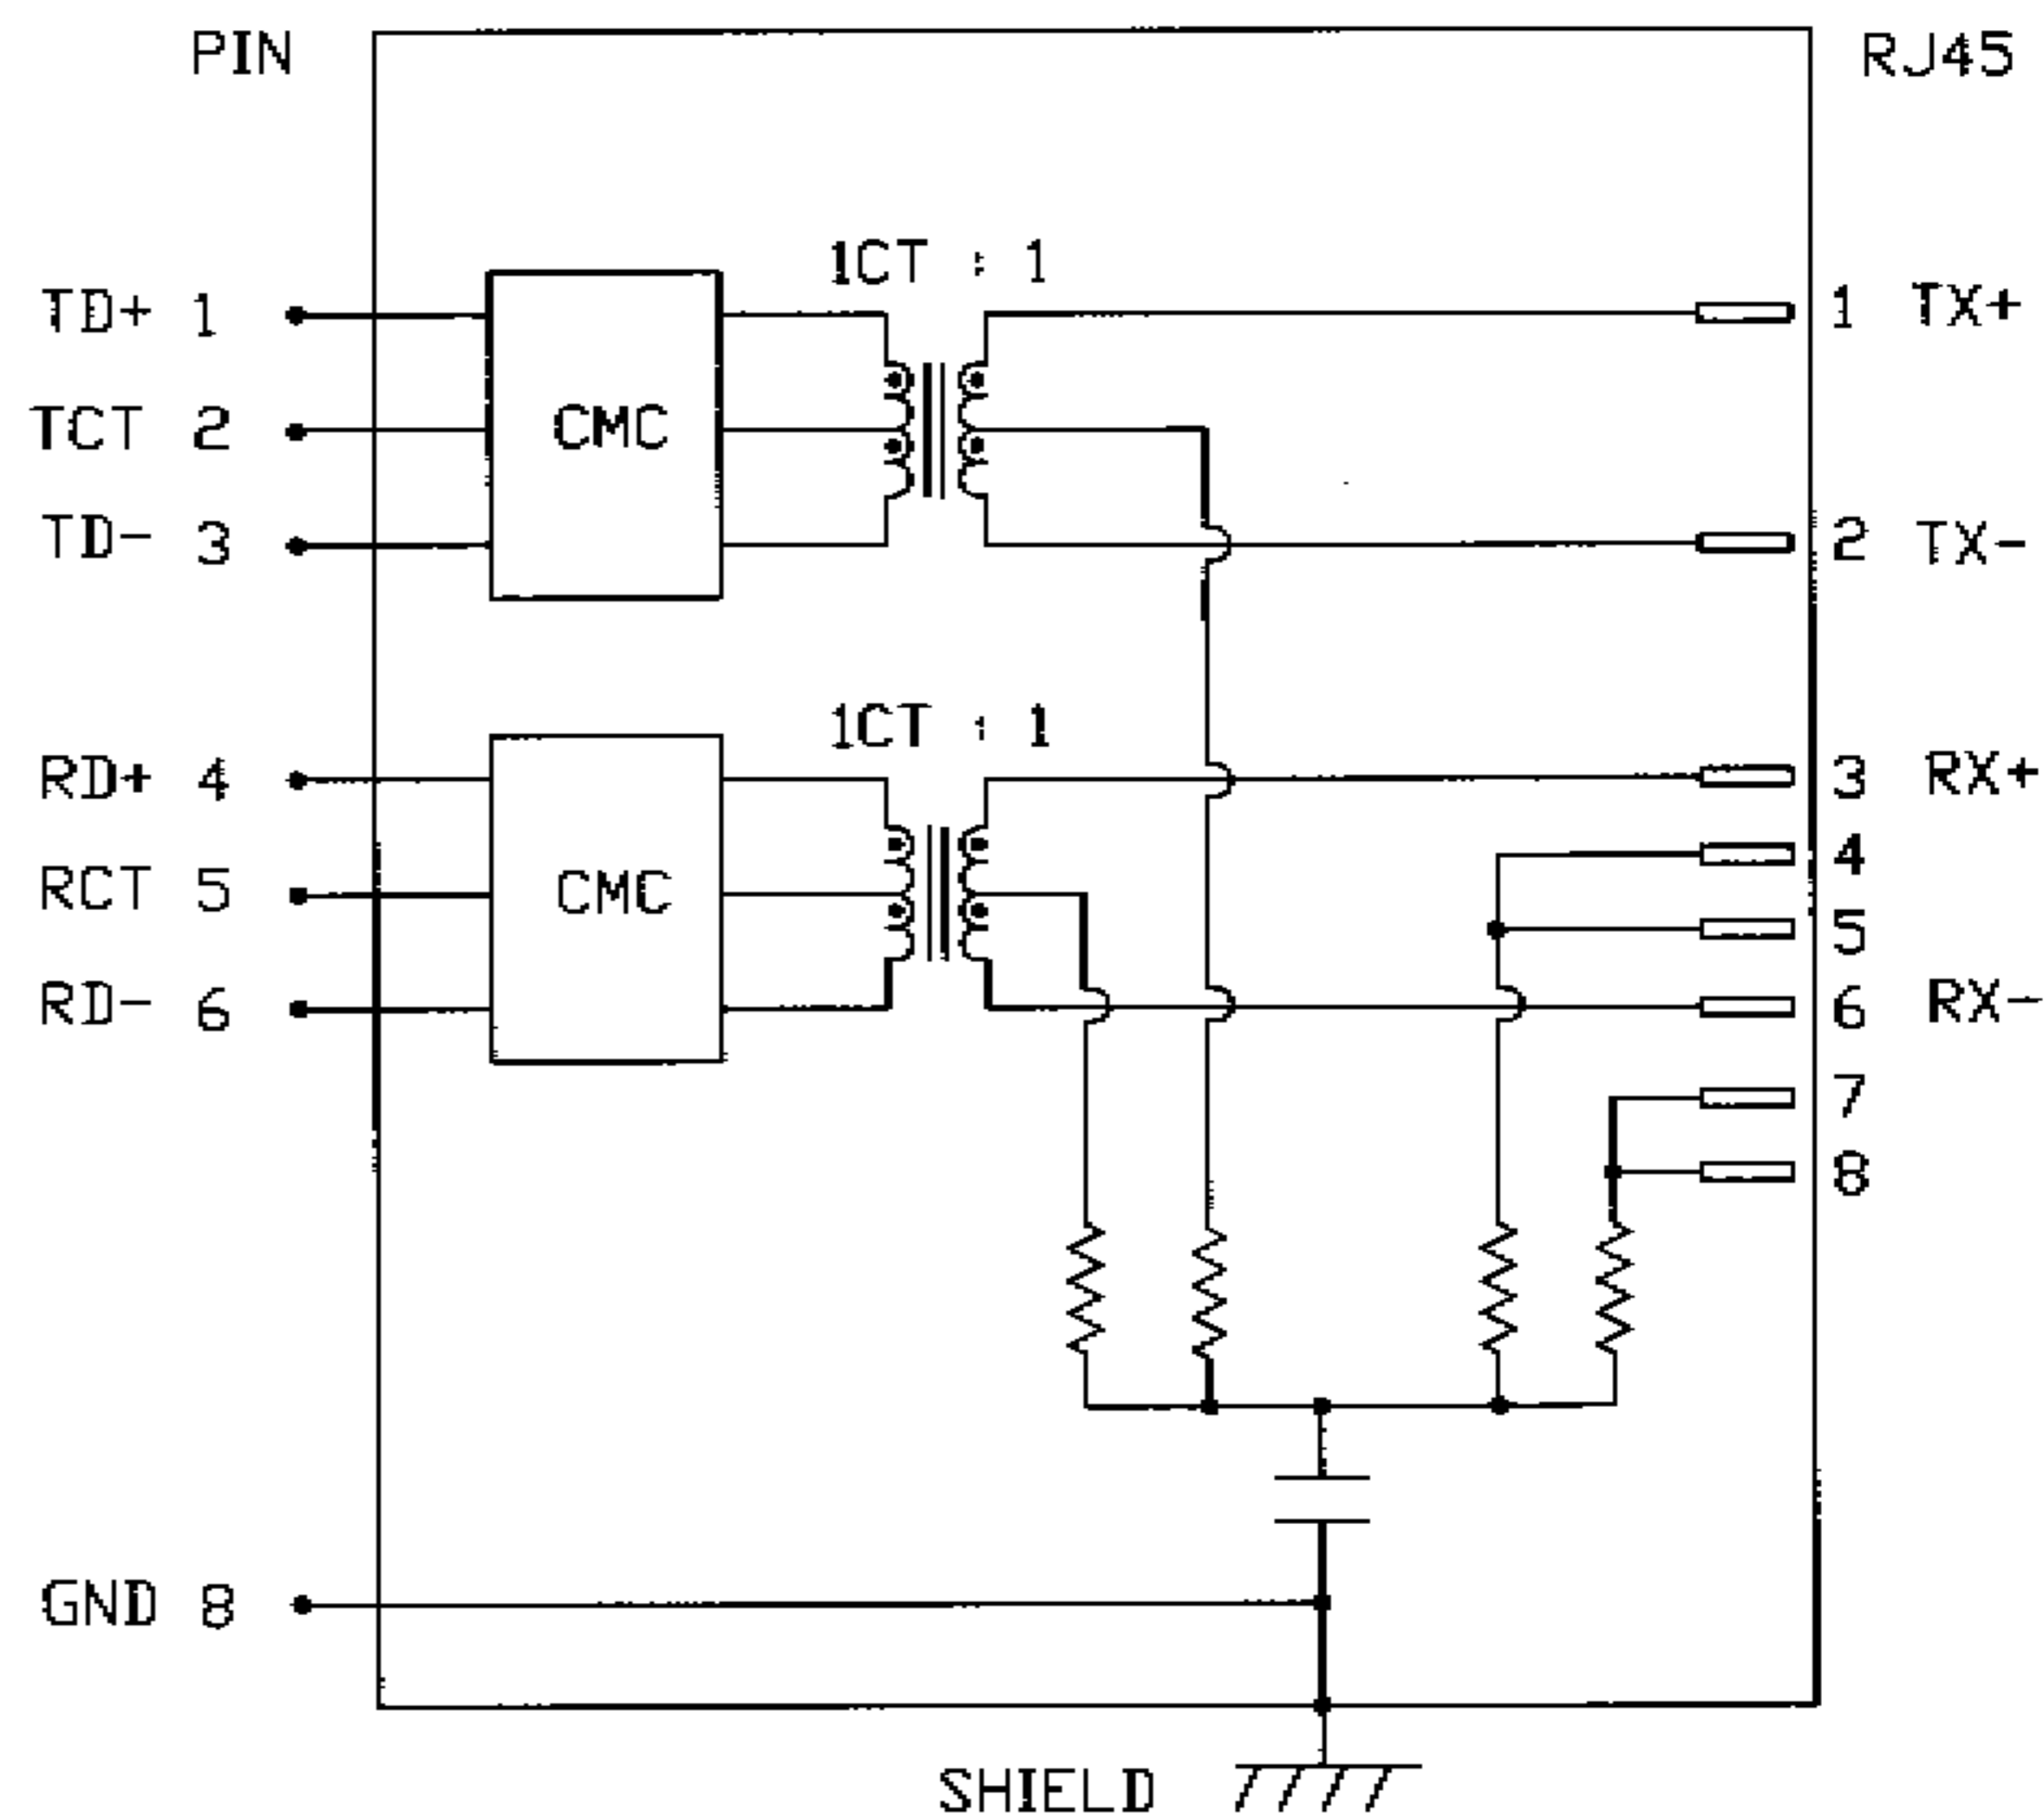 PIN RJ45
1CT : 1
TD+ 1 1 TX+
TCT 2 CMC
TD- 3 2 TX-
1CT : 1
RD+ 4 3 RX+
4
RCT 5 CMC 5
RD- 6 6 RX-
7
8
GND 8
SHIELD